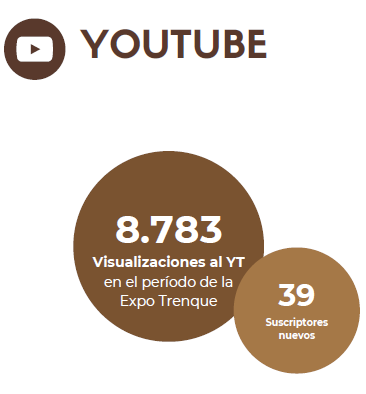 YOUTUBE
8.783
Visualizaciones al YT
en el período de la
Expo Trenque
39
Suscriptores
nuevos